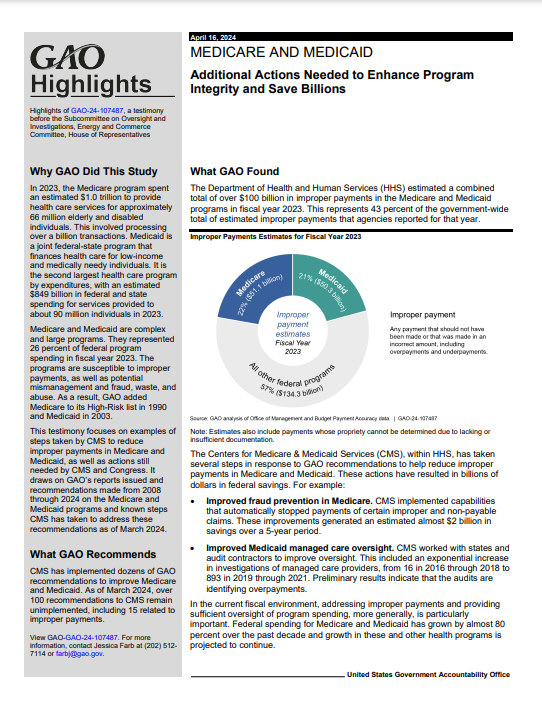 GAO
Highlights
Highlights of GAO-24-107487, a testimony
before the Subcommittee on Oversight and
Investigations, Energy and Commerce
Committee, House of Representatives
Why GAO Did This Study
In 2023, the Medicare program spent
an estimated $1.0 trillion to provide
health care services for approximately
66 million elderly and disabled
individuals. This involved processing
over a billion transactions. Medicaid is
a joint federal-state program that
finances health care for low-income
and medically needy individuals. It is
the second largest health care program
by expenditures, with an estimated
$849 billion in federal and state
spending for services provided to
about 90 million individuals in 2023.
Medicare and Medicaid are complex
and large programs. They represented
26 percent of federal program
spending in fiscal year 2023. The
programs are susceptible to improper
payments, as well as potential
mismanagement and fraud, waste, and
abuse. As a result, GAO added
Medicare to its High-Risk list in 1990
and Medicaid in 2003.
This testimony focuses on examples of
steps taken by CMS to reduce
improper payments in Medicare and
Medicaid, as well as actions still
needed by CMS and Congress. It
draws on GAO's reports issued and
recommendations made from 2008
through 2024 on the Medicare and
Medicaid programs and known steps
CMS has taken to address these
recommendations as of March 2024.
What GAO Recommends
CMS has implemented dozens of GAO
recommendations to improve Medicare
and Medicaid. As of March 2024, over
100 recommendations to CMS remain
unimplemented, including 15 related to
improper payments.
View GAO-GAO-24-107487. For more
information, contact Jessica Farb at (202) 512-
7114 or farbj@gao.gov.
April 16, 2024
MEDICARE AND MEDICAID
Additional Actions Needed to Enhance Program
Integrity and Save Billions
What GAO Found
The Department of Health and Human Services (HHS) estimated a combined
total of over $100 billion in improper payments in the Medicare and Medicaid
programs in fiscal year 2023. This represents 43 percent of the government-wide
total of estimated improper payments that agencies reported for that year.
Improper Payments Estimates for Fiscal Year 2023
Medicare
22% ($51.1 billion)
Medicaid
21% ($50.3 billion)
Improper
payment
estimates
Fiscal Year
2023
All other federal programs
57% ($134.3 billion)
Improper payment
Any payment that should not have
been made or that was made in an
incorrect amount, including
overpayments and underpayments.
Source: GAO analysis of Office of Management and Budget Payment Accuracy data. | GAO-24-107487
Note: Estimates also include payments whose propriety cannot be determined due to lacking or
insufficient documentation.
The Centers for Medicare & Medicaid Services (CMS), within HHS, has taken
several steps in response to GAO recommendations to help reduce improper
payments in Medicare and Medicaid. These actions have resulted in billions of
dollars in federal savings. For example:
• Improved fraud prevention in Medicare. CMS implemented capabilities
that automatically stopped payments of certain improper and non-payable
claims. These improvements generated an estimated almost $2 billion in
savings over a 5-year period.
• Improved Medicaid managed care oversight. CMS worked with states and
audit contractors to improve oversight. This included an exponential increase
in investigations of managed care providers, from 16 in 2016 through 2018 to
893 in 2019 through 2021. Preliminary results indicate that the audits are
identifying overpayments.
In the current fiscal environment, addressing improper payments and providing
sufficient oversight of program spending, more generally, is particularly
important. Federal spending for Medicare and Medicaid has grown by almost 80
percent over the past decade and growth in these and other health programs is
projected to continue.
United States Government Accountability Office